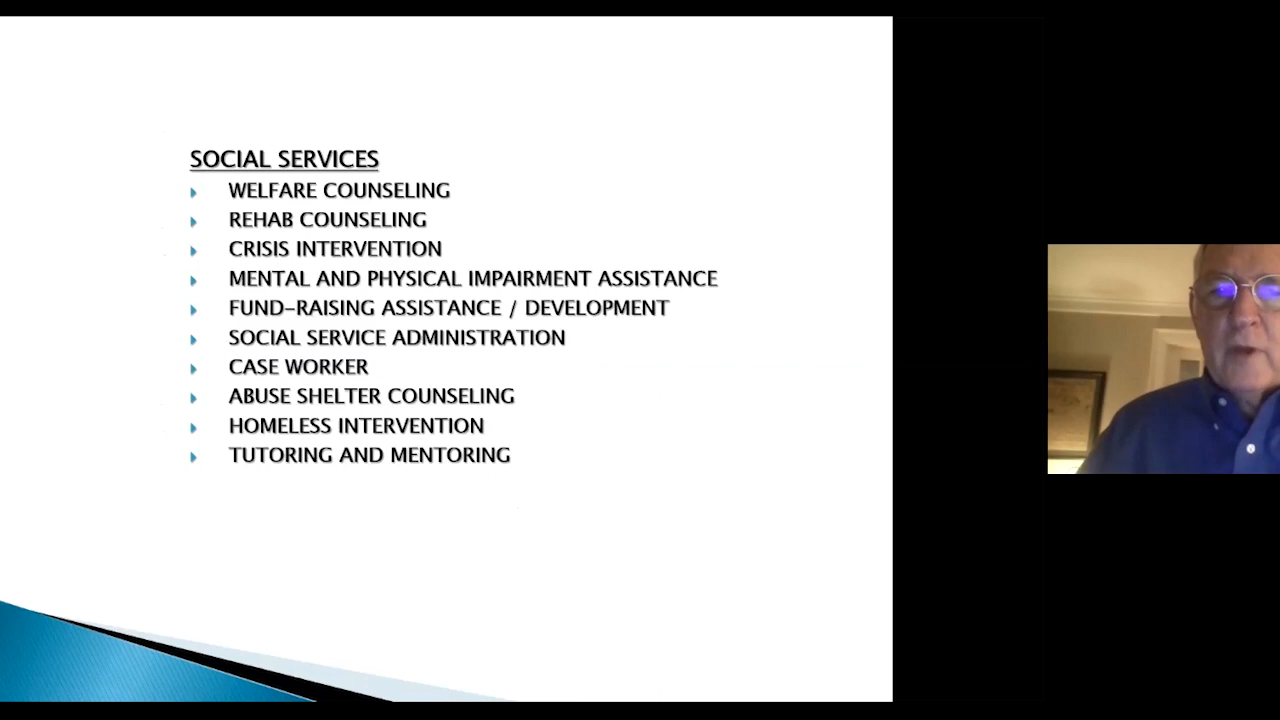 SOCIAL SERVICES
WELFARE COUNSELING
REHAB COUNSELING
CRISIS INTERVENTION
MENTAL AND PHYSICAL IMPAIRMENT ASSISTANCE
FUND-RAISING ASSISTANCE / DEVELOPMENT
SOCIAL SERVICE ADMINISTRATION
CASE WORKER
ABUSE SHELTER COUNSELING
HOMELESS INTERVENTION
TUTORING AND MENTORING